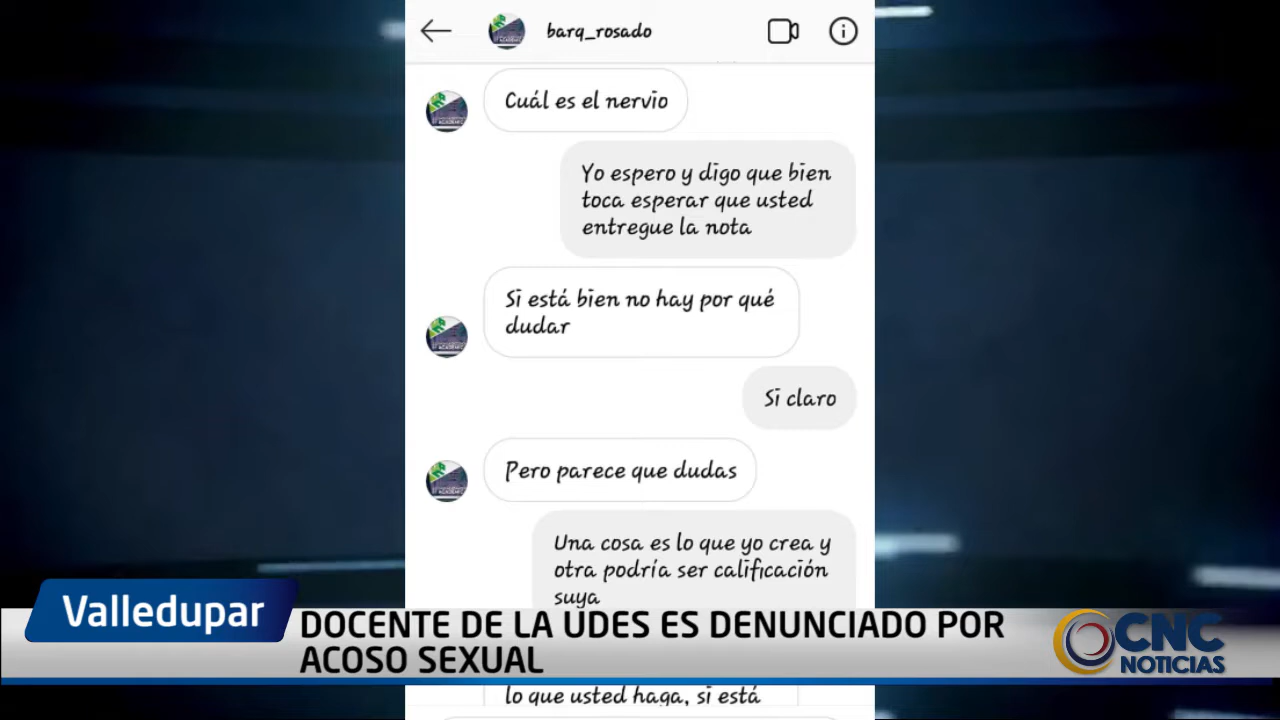 barq_rosado
Cuál es el nervio
Yo espero y digo que bien
toca esperar que usted
entregue la nota
Si está bien no hay por qué
dudar
Si claro
Pero parece que dudas
Una cosa es lo que yo crea y
otra podría ser calificación
suya
Valledupar
DOCENTE DE LA UDES ES DENUNCIADO POR
ACOSO SEXUAL
CNC
NOTICIAS
lo que usted haga, si está